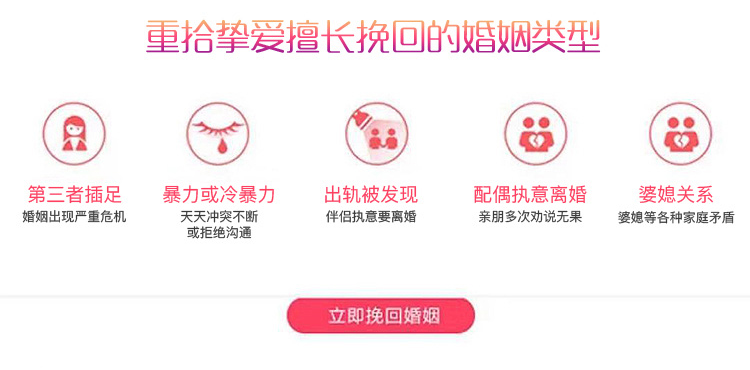 重拾挚爱擅长挽回的婚姻类型
第三者插足
婚姻出现严重危机
暴力或冷暴力
天天冲突不断
或拒绝沟通
出轨被发现
伴侣执意要离婚
配偶执意离婚
亲朋多次劝说无果
婆媳关系
婆媳等各种家庭矛盾
立即挽回婚姻